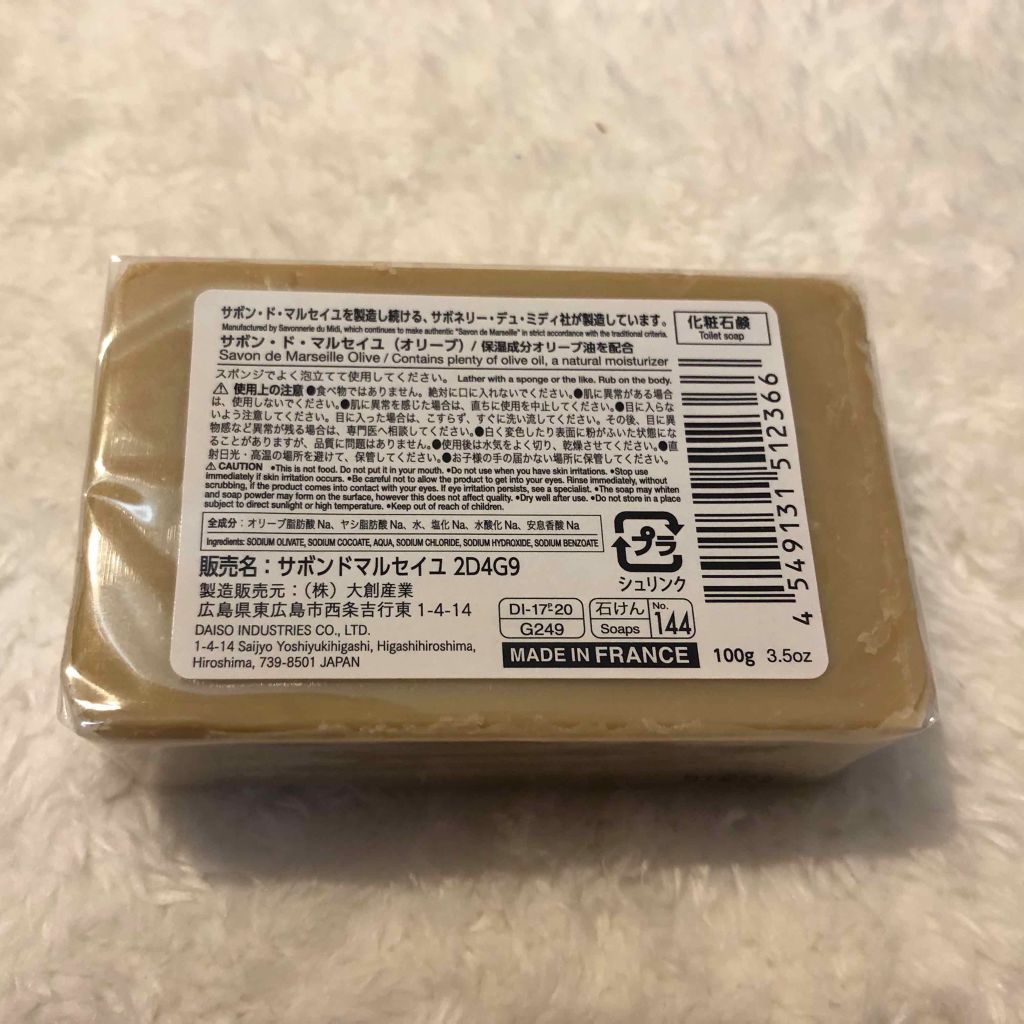 サボン・ド・マルセイユを製造し続ける、サボネリー・デュ・ミディ社が製造しています。
Manufactured by Savonnerie du Midi, which continues to make authentic "Savon de Marseille" in strict accordance with the traditional criteria.
化粧石鹸
Toilet soap
サボン・ド・マルセイユ（オリーブ）/ 保湿成分オリーブ油を配合
Savon de Marseille Olive / Contains plenty of olive oil, a natural moisturizer
スポンジでよく泡立てて使用してください。 Lather with a sponge or the like. Rub on the body.
⚠ 使用上の注意 ●食べ物ではありません。絶対に口に入れないでください。●肌に異常がある場合
は、使用しないでください。●肌に異常を感じた場合は、直ちに使用を中止してください。●目に入らな
いよう注意してください。目に入った場合は、こすらず、すぐに洗い流してください。その後、目に異
物感など異常が残る場合は、専門医へ相談してください。●白く変色したり表面に粉がふいた状態にな
ることがありますが、品質に問題はありません。●使用後は水気をよく切り、乾燥させてください。●直
射日光・高温の場所を避けて、保管してください。●お子様の手の届かない場所に保管してください。
⚠ CAUTION •This is not food. Do not put it in your mouth. •Do not use when you have skin irritations. •Stop use
immediately if skin irritation occurs. •Be careful not to allow the product to get into your eyes. Rinse immediately, without
scrubbing, if the product comes into contact with your eyes. If eye irritation persists, see a specialist. •The soap may whiten
and soap powder may form on the surface, however this does not affect quality. •Dry well after use. •Do not store in a place
subject to direct sunlight or high temperature. •Keep out of reach of children.
全成分：オリーブ脂肪酸 Na、ヤシ脂肪酸 Na、水、塩化 Na、水酸化 Na、安息香酸 Na
Ingredients: SODIUM OLIVATE, SODIUM COCOATE, AQUA, SODIUM CHLORIDE, SODIUM HYDROXIDE, SODIUM BENZOATE
プラ
シュリンク
販売名：サボンドマルセイユ 2D4G9
製造販売元：（株）大創産業
広島県東広島市西条吉行東 1-4-14
DAISO INDUSTRIES CO., LTD.
1-4-14 Saijyo Yoshiyukihigashi, Higashihiroshima,
Hiroshima, 739-8501 JAPAN
DI-17ﾋ20
G249
石けん
Soaps
No.
144
MADE IN FRANCE
100g 3.5oz
4 549131 512366